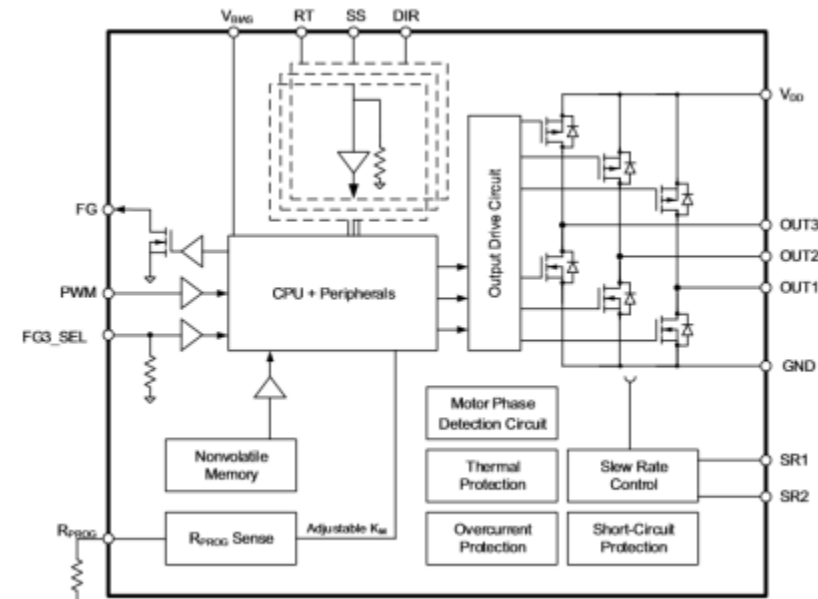 VBIAS RT SS DIR
VDD
FG
OUT3
OUT2
PWM
CPU + Peripherals
Output Drive Circuit
OUT1
FG3_SEL
GND
Motor Phase
Detection Circuit
Nonvolatile
Memory
Thermal
Protection
Slew Rate
Control
SR1
SR2
RPROG
RPROG Sense
Adjustable KM
Overcurrent
Protection
Short-Circuit
Protection